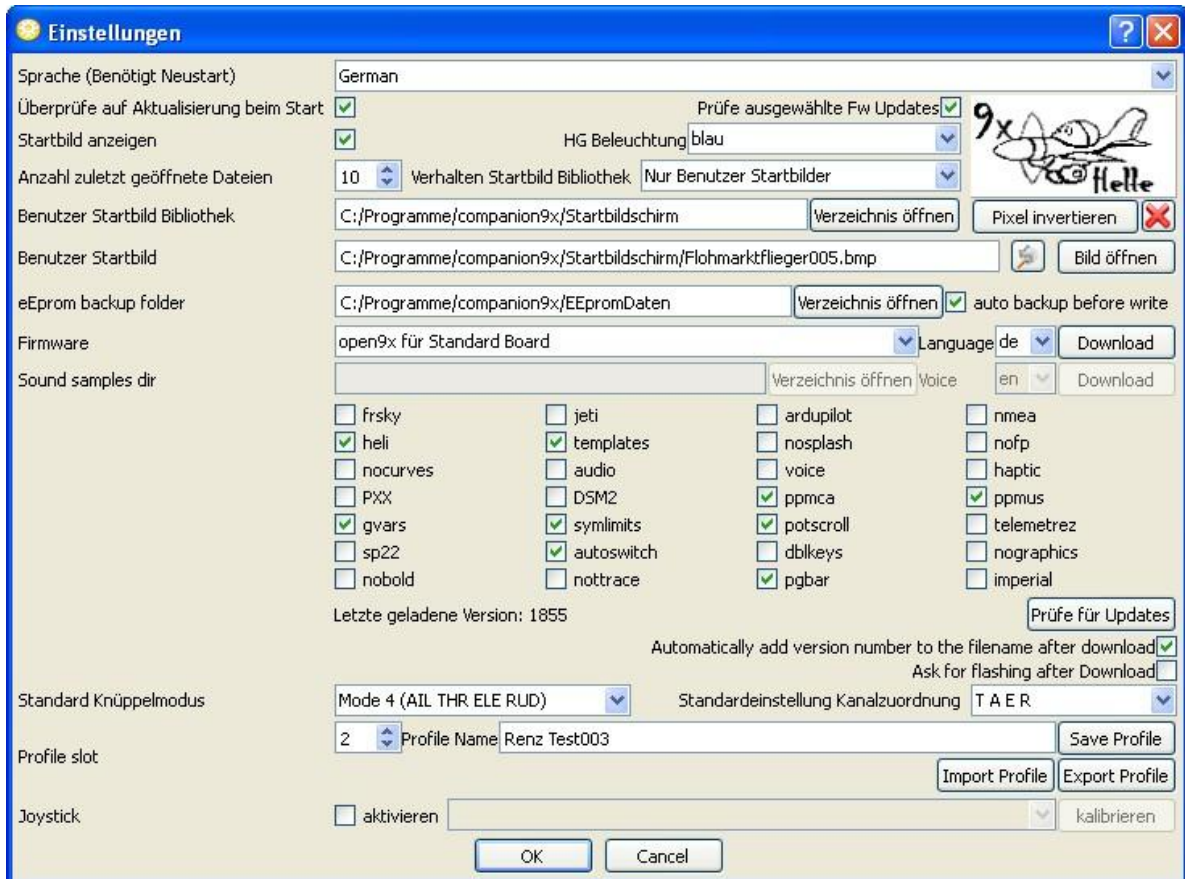 Einstellungen
Sprache (Benötigt Neustart) German
Überprüfe auf Aktualisierung beim Start Prüfe ausgewählte Fw Updates
Startbild anzeigen HG Beleuchtung blau
9x
Helle
Anzahl zuletzt geöffnete Dateien 10 Verhalten Startbild Bibliothek Nur Benutzer Startbilder
Benutzer Startbild Bibliothek C:/Programme/companion9x/Startbildschirm Verzeichnis öffnen Pixel invertieren
Benutzer Startbild C:/Programme/companion9x/Startbildschirm/Flohmarktflieger005.bmp Bild öffnen
eEprom backup folder C:/Programme/companion9x/EEpromDaten Verzeichnis öffnen auto backup before write
Firmware open9x für Standard Board Language de Download
Sound samples dir Verzeichnis öffnen Voice en Download
frsky jeti ardupilot nmea
heli templates nosplash nofp
nocurves audio voice haptic
PXX DSM2 ppmca ppmus
gvars symlimits potscroll telemetrez
sp22 autoswitch dblkeys nographics
nobold nottrace pgbar imperial
Letzte geladene Version: 1855 Prüfe für Updates
Automatically add version number to the filename after download
Ask for flashing after Download
Standard Knüppelmodus Mode 4 (AIL THR ELE RUD) Standardeinstellung Kanalzuordnung T A E R
Profile slot 2 Profile Name Renz Test003 Save Profile
Import Profile Export Profile
Joystick aktivieren kalibrieren
OK Cancel